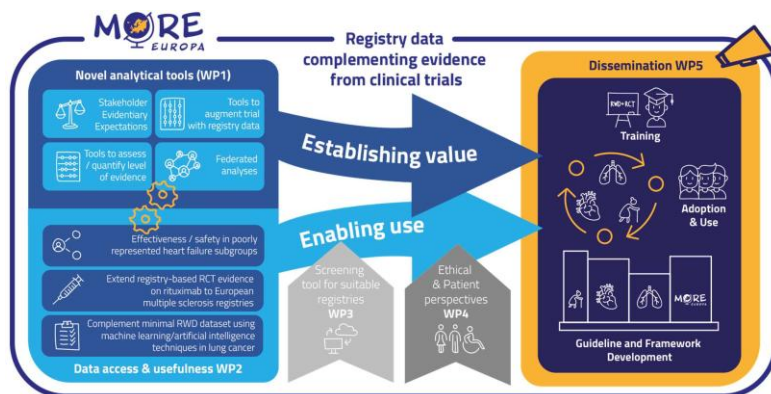 MORE
EUROPA
Registry data
complementing evidence
from clinical trials
Novel analytical tools (WP1)
Stakeholder
Evidentiary
Expectations
Tools to
augment trial
with registry data
Tools to assess
/ quantify level
of evidence
Federated
analyses
Establishing value
Enabling use
Effectiveness / safety in poorly
represented heart failure subgroups
Extend registry-based RCT evidence
on rituximab to European
multiple sclerosis registries
Complement minimal RWD dataset using
machine learning/artificial intelligence
techniques in lung cancer
Data access & usefulness WP2
Screening
tool for suitable
registries
WP3
Ethical
& Patient
perspectives
WP4
Dissemination WP5
RWD+RCT
Training
Adoption
& Use
MORE
EUROPA
Guideline and Framework
Development